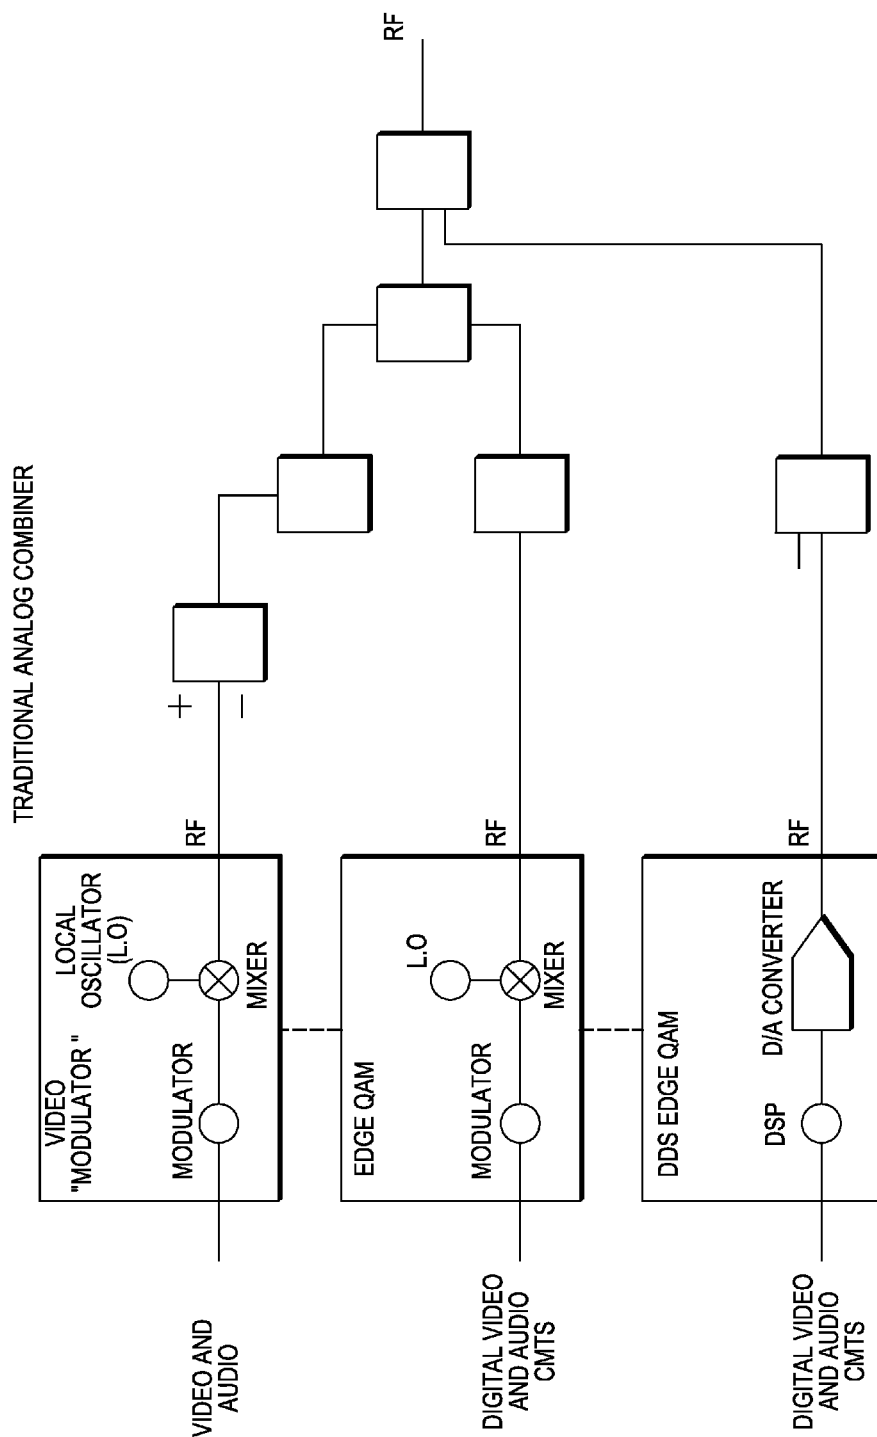 TRADITIONAL ANALOG COMBINER
VIDEO
"MODULATOR "
LOCAL
OSCILLATOR
(L.O)
MODULATOR
MIXER
RF
VIDEO AND
AUDIO
+
−
EDGE QAM
L.O
MODULATOR
MIXER
RF
DIGITAL VIDEO
AND AUDIO
CMTS
DDS EDGE QAM
DSP
D/A CONVERTER
RF
DIGITAL VIDEO
AND AUDIO
CMTS
RF